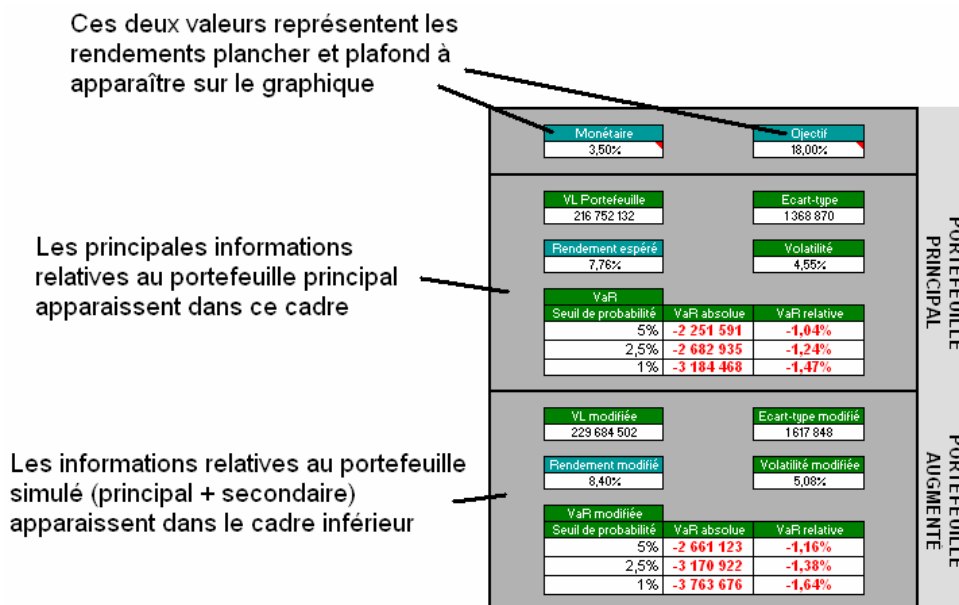 Ces deux valeurs représentent les
rendements plancher et plafond à
apparaître sur le graphique
Monétaire
3,50%
Ojectif
18,00%
Les principales informations
relatives au portefeuille principal
apparaissent dans ce cadre
VL Portefeuille
216 752 132
Ecart-type
1 368 870
Rendement espéré
7,76%
Volatilité
4,55%
VaR
Seuil de probabilité VaR absolue VaR relative
5% -2 251 591 -1,04%
2,5% -2 682 935 -1,24%
1% -3 184 468 -1,47%
PORTEFEUILLE
PRINCIPAL
Les informations relatives au portefeuille
simulé (principal + secondaire)
apparaissent dans le cadre inférieur
VL modifiée
229 684 502
Ecart-type modifié
1 617 848
Rendement modifié
8,40%
Volatilité modifiée
5,08%
VaR modifiée
Seuil de probabilité VaR absolue VaR relative
5% -2 661 123 -1,16%
2,5% -3 170 922 -1,38%
1% -3 763 676 -1,64%
PORTEFEUILLE
AUGMENTÉ